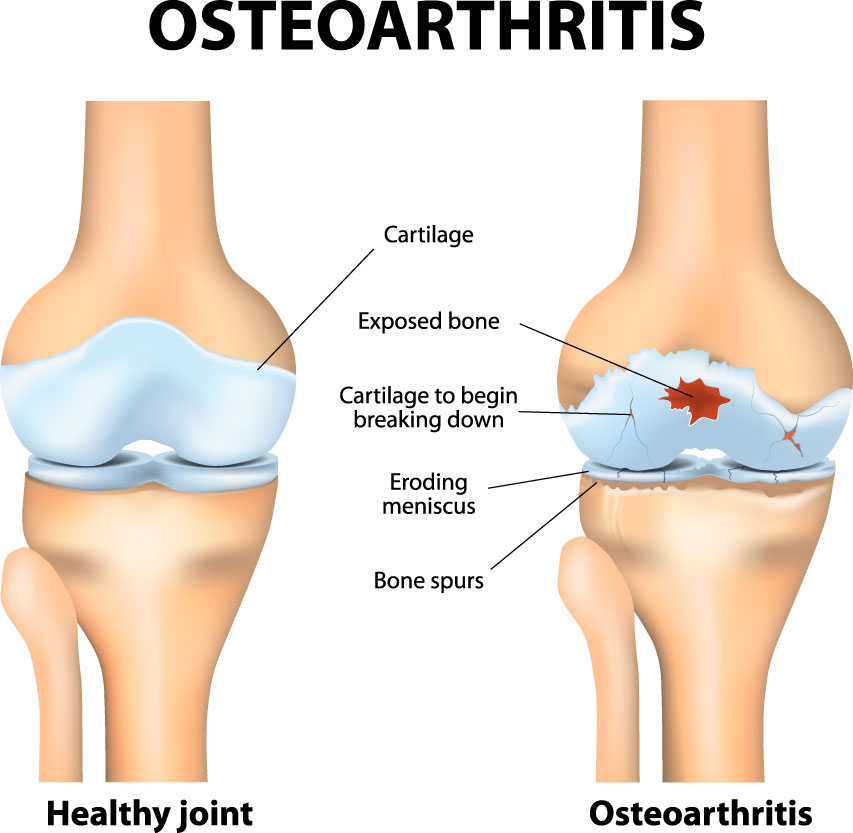 OSTEOARTHRITIS
Cartilage
Exposed bone
Cartilage to begin
breaking down
Eroding
meniscus
Bone spurs
Healthy joint
Osteoarthritis